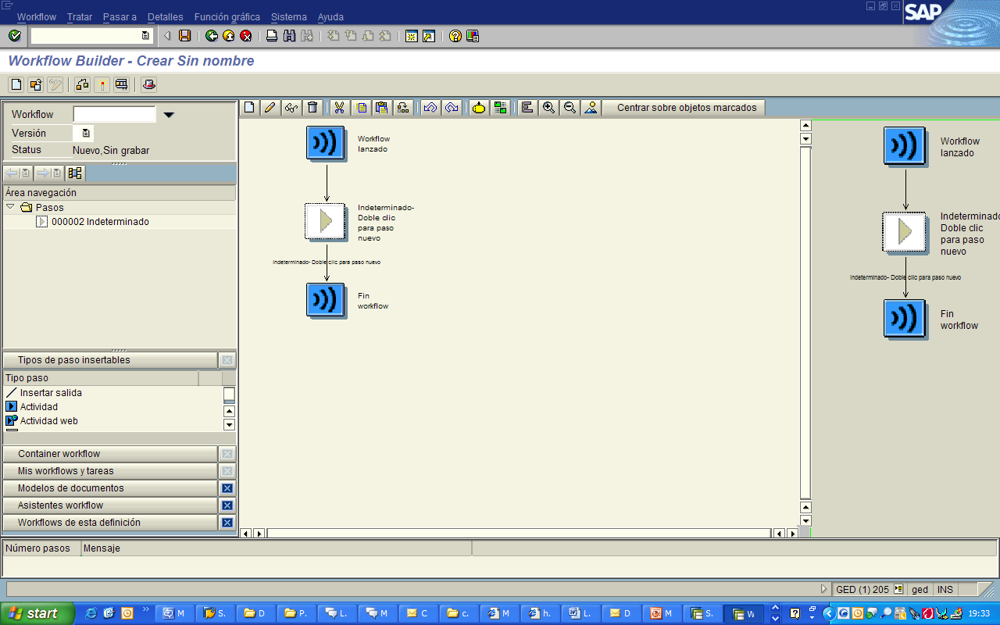 Workflow Tratar Pasar a Detalles Función gráfica Sistema Ayuda
SAP
Workflow Builder - Crear Sin nombre
Workflow
Versión
Status Nuevo,Sin grabar
Centrar sobre objetos marcados
Área navegación
Pasos
000002 Indeterminado
Tipos de paso insertables
Tipo paso
Insertar salida
Actividad
Actividad web
Container workflow
Mis workflows y tareas
Modelos de documentos
Asistentes workflow
Workflows de esta definición
Workflow
lanzado
Indeterminado-
Doble clic
para paso
nuevo
Indeterminado- Doble clic para paso nuevo
Fin
workflow
Workflow
lanzado
Indeterminado
Doble clic
para paso
nuevo
Indeterminado- Doble clic para paso nuevo
Fin
workflow
Número pasos Mensaje
GED (1) 205 ged INS
start M S. D P. L. M C c. M h. L. D M S. W 19:33